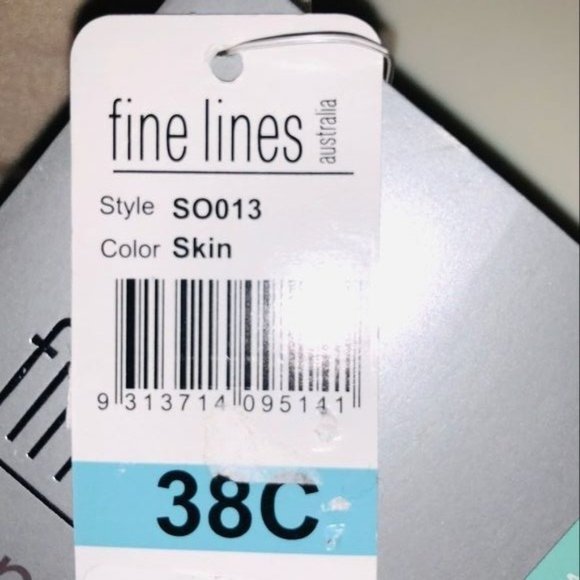 fine lines australia
Style SO013
Color Skin
9 313714 095141
38C